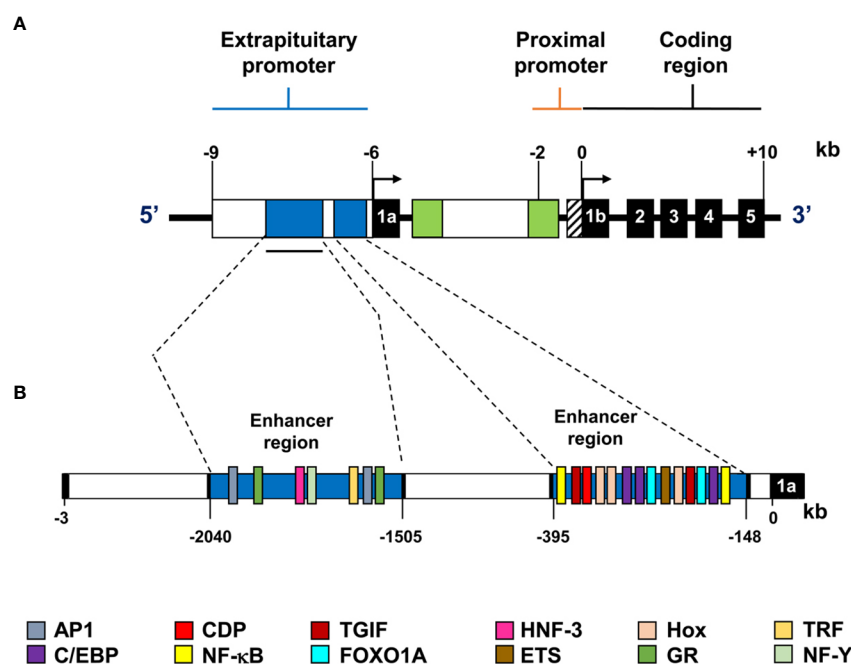 A
Extrapituitary
promoter
Proximal
promoter
Coding
region
-9
-6
-2
0
+10
kb
5’
1a
1b
2
3
4
5
3’
B
Enhancer
region
Enhancer
region
1a
-3
0
kb
-2040
-1505
-395
-148
AP1
CDP
TGIF
HNF-3
Hox
TRF
C/EBP
NF-κB
FOXO1A
ETS
GR
NF-Y